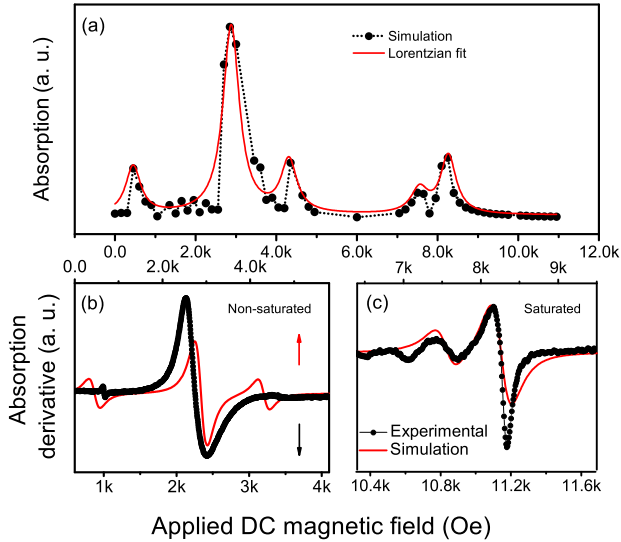 (a)
Simulation
Lorentzian fit
Absorption (a. u.)
0.0 2.0k 4.0k 6.0k 8.0k 10.0k 12.0k
0.0 2.0k 4.0k
7k 8k 9k
(b)
Non-saturated
(c)
Saturated
Absorption
derivative (a. u.)
Experimental
Simulation
1k 2k 3k 4k
10.4k 10.8k 11.2k 11.6k
Applied DC magnetic field (Oe)